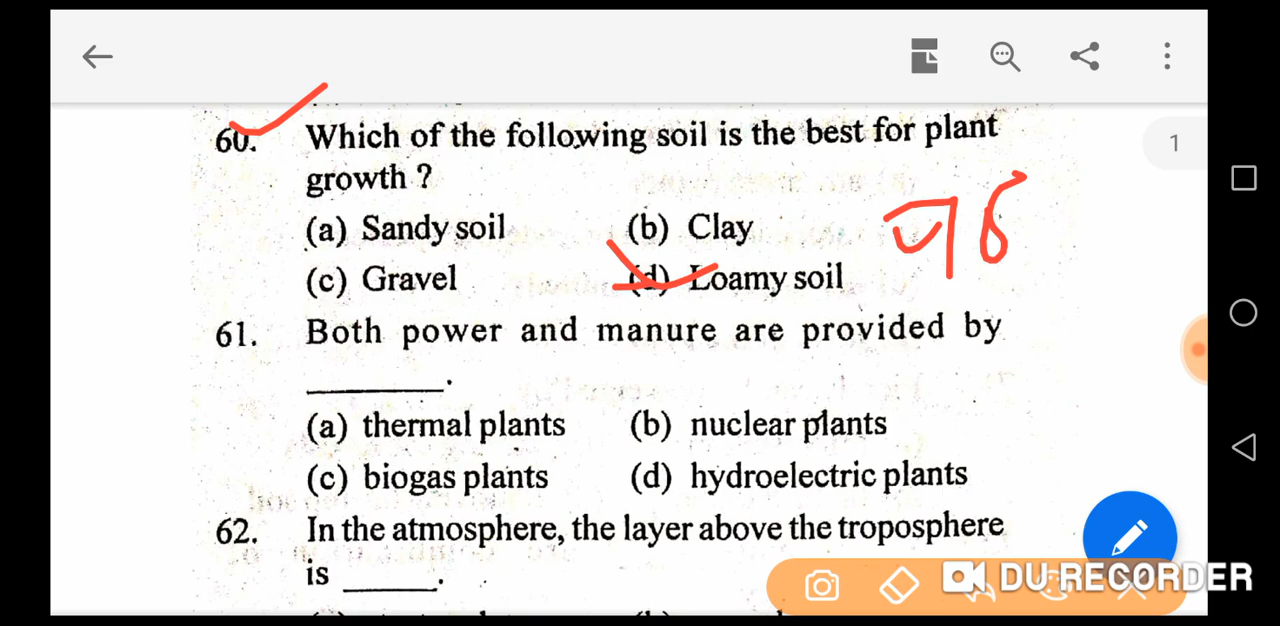 1
60. Which of the following soil is the best for plant
growth ?
(a) Sandy soil (b) Clay
(c) Gravel (d) Loamy soil
61. Both power and manure are provided by
________.
(a) thermal plants (b) nuclear plants
(c) biogas plants (d) hydroelectric plants
62. In the atmosphere, the layer above the troposphere
is ______.
DU RECORDER